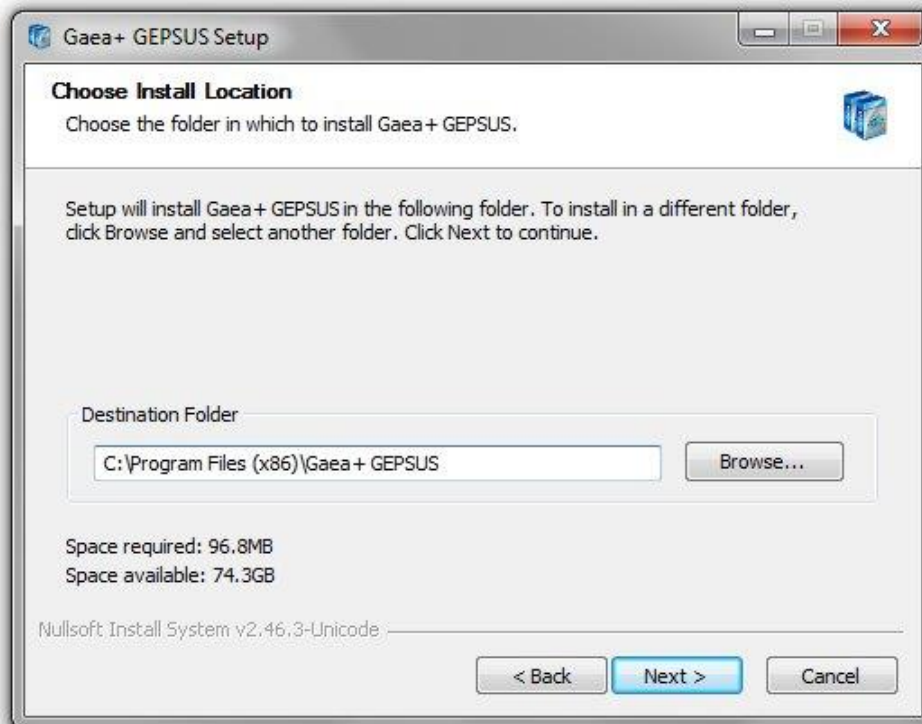 Gaea+ GEPSUS Setup
Choose Install Location
Choose the folder in which to install Gaea+ GEPSUS.
Setup will install Gaea+ GEPSUS in the following folder. To install in a different folder,
click Browse and select another folder. Click Next to continue.
Destination Folder
C:\Program Files (x86)\Gaea+ GEPSUS
Browse...
Space required: 96.8MB
Space available: 74.3GB
Nullsoft Install System v2.46.3-Unicode
< Back Next > Cancel